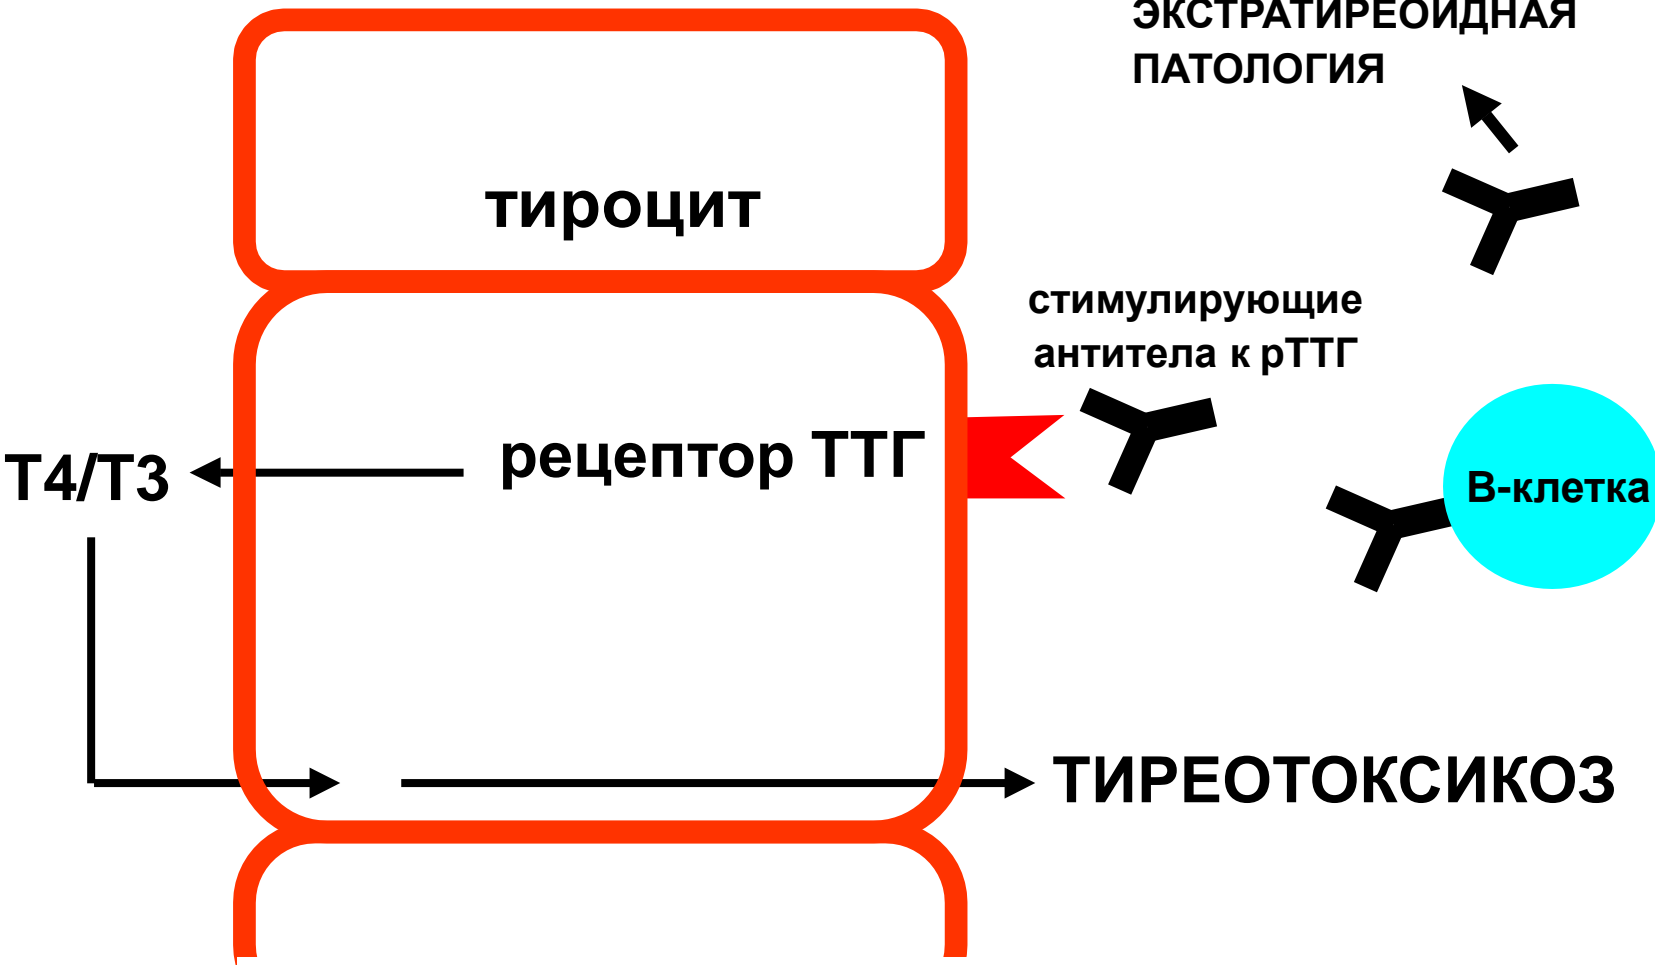 ЭКСТРАТИРЕОИДНАЯ
ПАТОЛОГИЯ
тироцит
стимулирующие
антитела к рТТГ
рецептор ТТГ
Т4/Т3
В-клетка
ТИРЕОТОКСИКОЗ